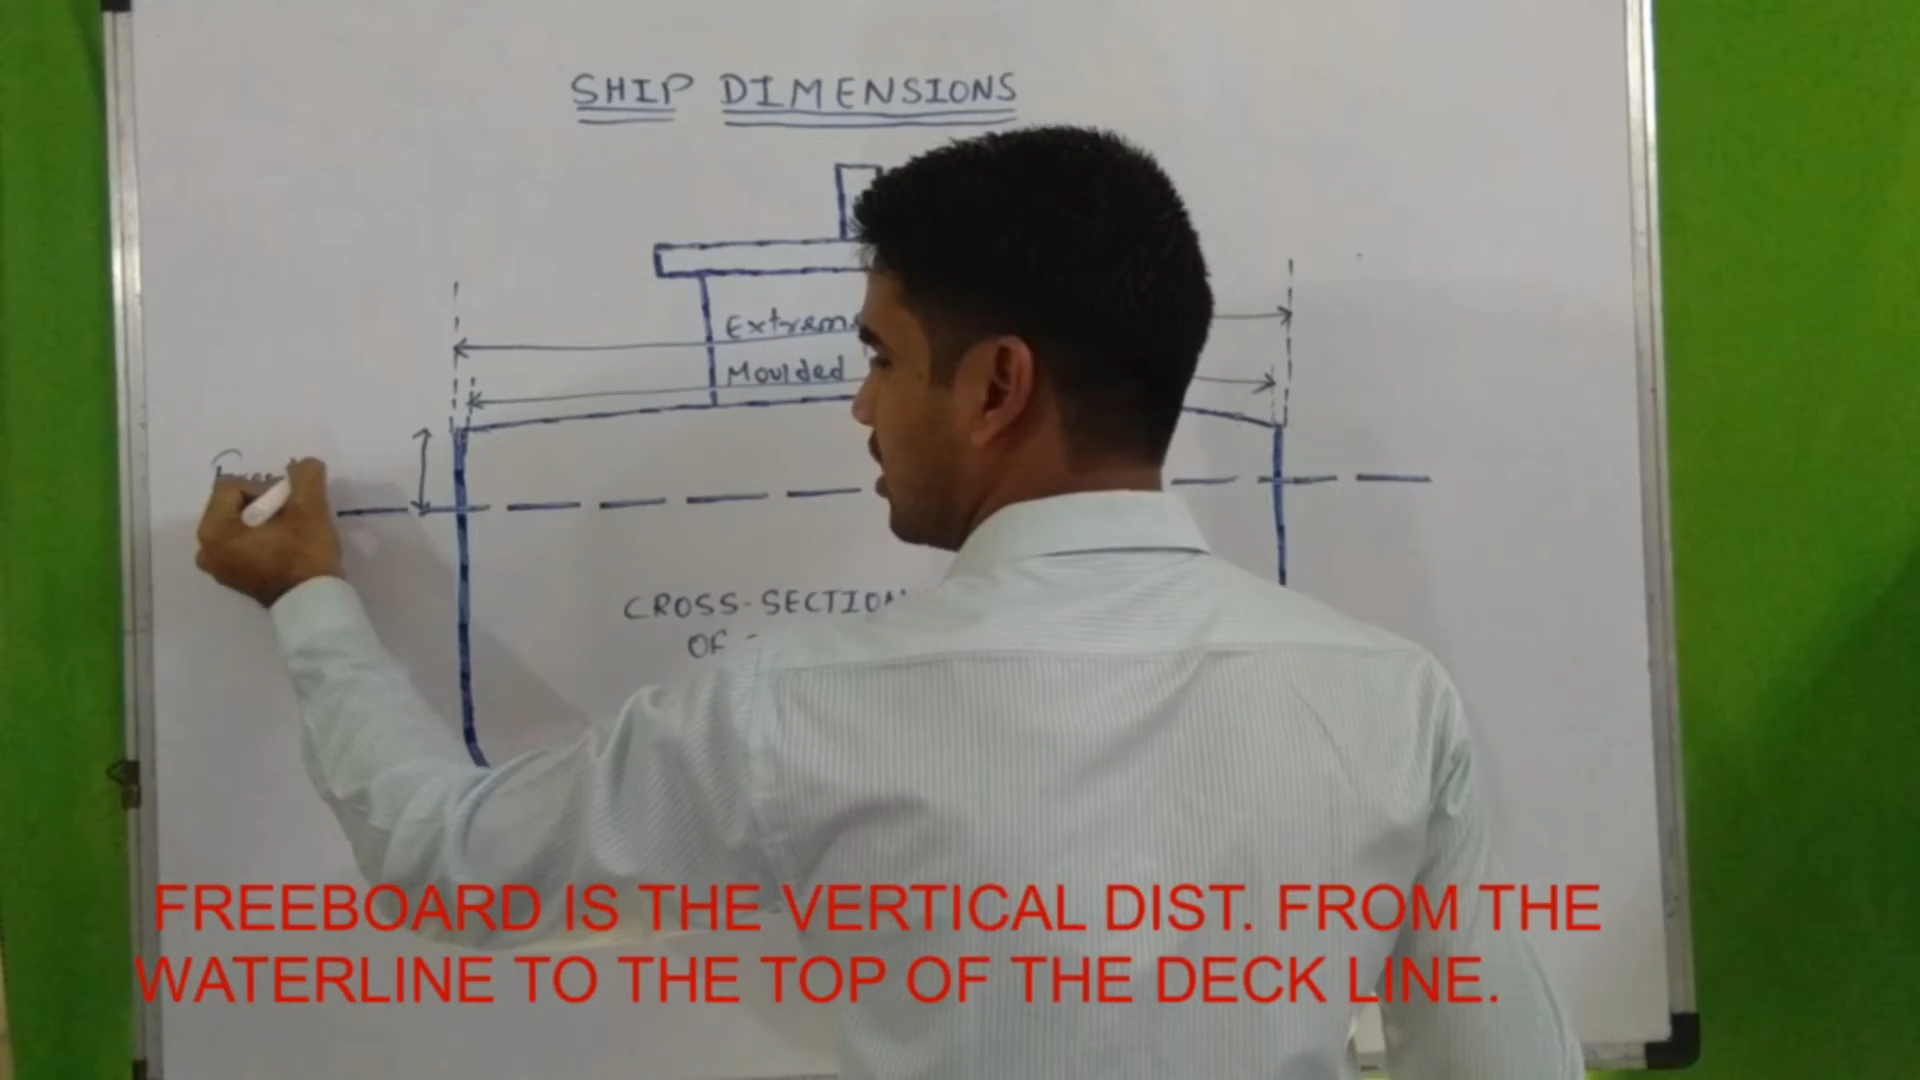 SHIP DIMENSIONS
Moulded
CROSS-SECTION
OF
FREEBOARD IS THE VERTICAL DIST. FROM THE
WATERLINE TO THE TOP OF THE DECK LINE.